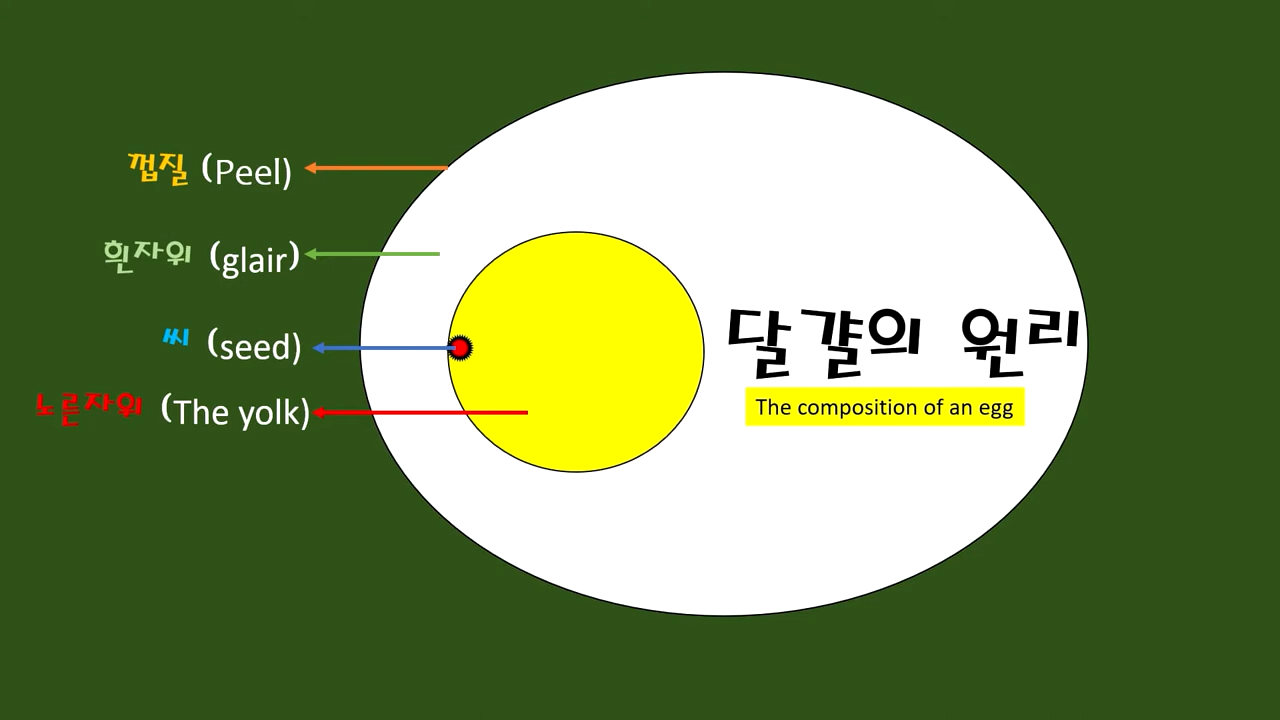 껍질 (Peel)
흰자위 (glair)
씨 (seed)
노른자위 (The yolk)
달걀의 원리
The composition of an egg